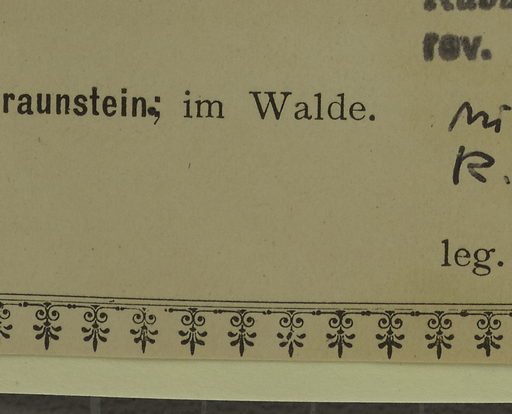 rev.
raunstein; im Walde.
R.
leg.